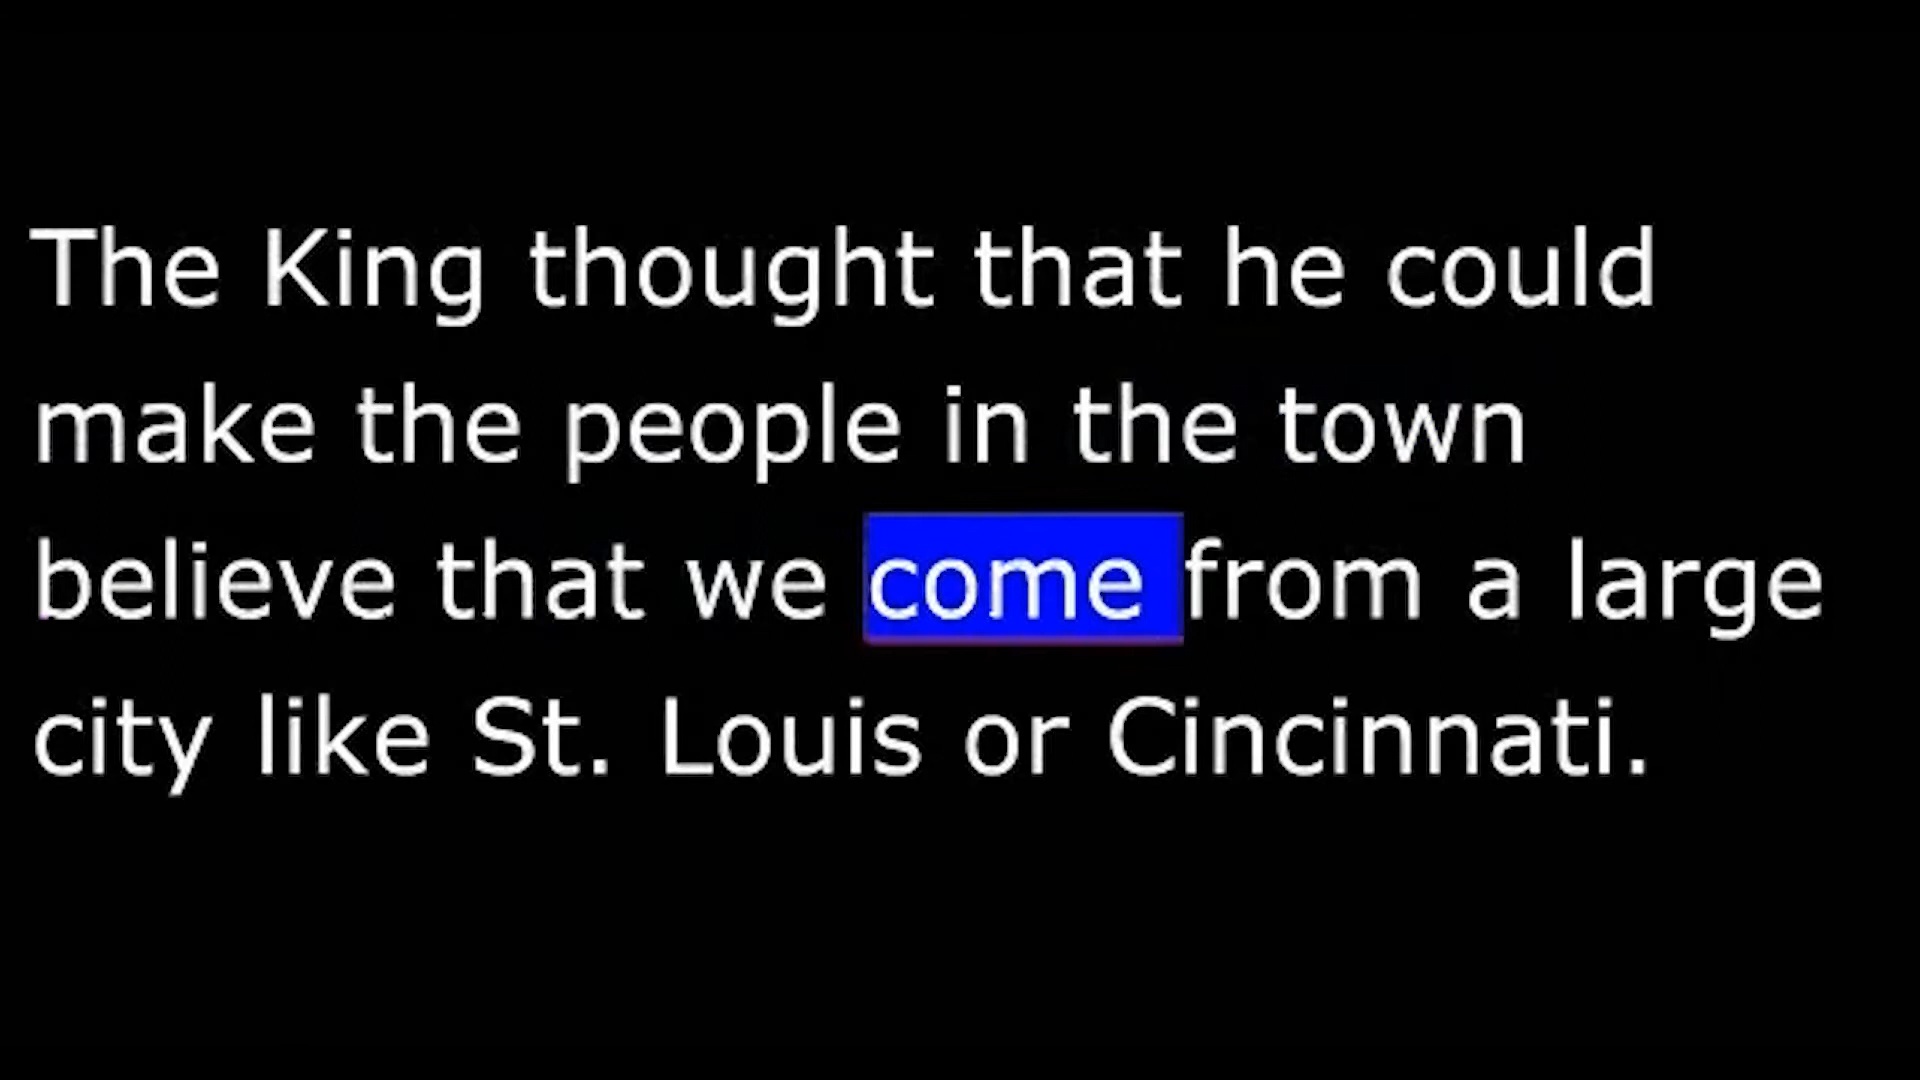 The King thought that he could
make the people in the town
believe that we come from a large
city like St. Louis or Cincinnati.